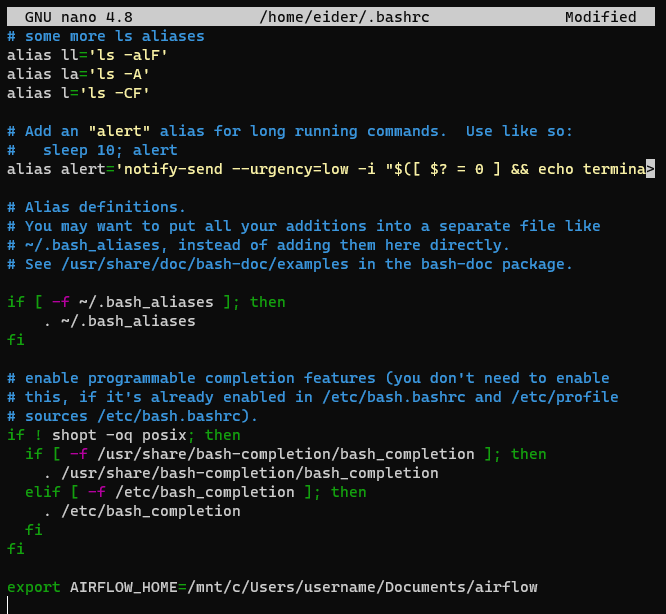 GNU nano 4.8 /home/eider/.bashrc Modified
# some more ls aliases
alias ll='ls -alF'
alias la='ls -A'
alias l='ls -CF'
# Add an "alert" alias for long running commands.  Use like so:
#   sleep 10; alert
alias alert='notify-send --urgency=low -i "$([ $? = 0 ] && echo termina>
# Alias definitions.
# You may want to put all your additions into a separate file like
# ~/.bash_aliases, instead of adding them here directly.
# See /usr/share/doc/bash-doc/examples in the bash-doc package.
if [ -f ~/.bash_aliases ]; then
    . ~/.bash_aliases
fi
# enable programmable completion features (you don't need to enable
# this, if it's already enabled in /etc/bash.bashrc and /etc/profile
# sources /etc/bash.bashrc).
if ! shopt -oq posix; then
  if [ -f /usr/share/bash-completion/bash_completion ]; then
    . /usr/share/bash-completion/bash_completion
  elif [ -f /etc/bash_completion ]; then
    . /etc/bash_completion
  fi
fi
export AIRFLOW_HOME=/mnt/c/Users/username/Documents/airflow